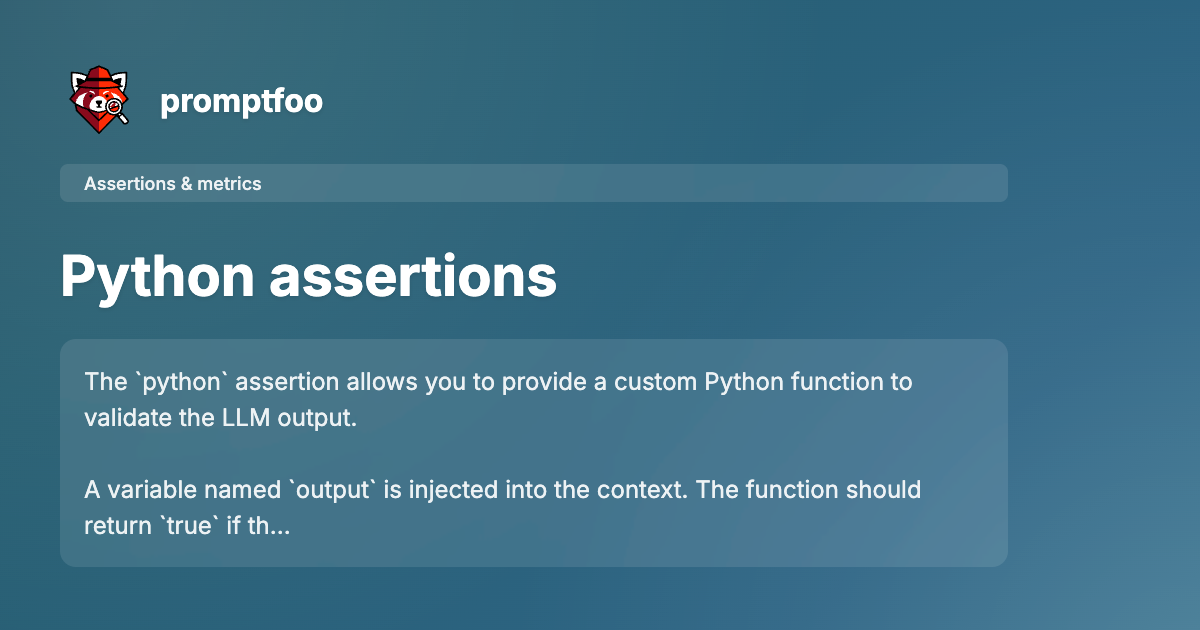 promptfoo
Assertions & metrics
Python assertions
The `python` assertion allows you to provide a custom Python function to
validate the LLM output.
A variable named `output` is injected into the context. The function should
return `true` if th...